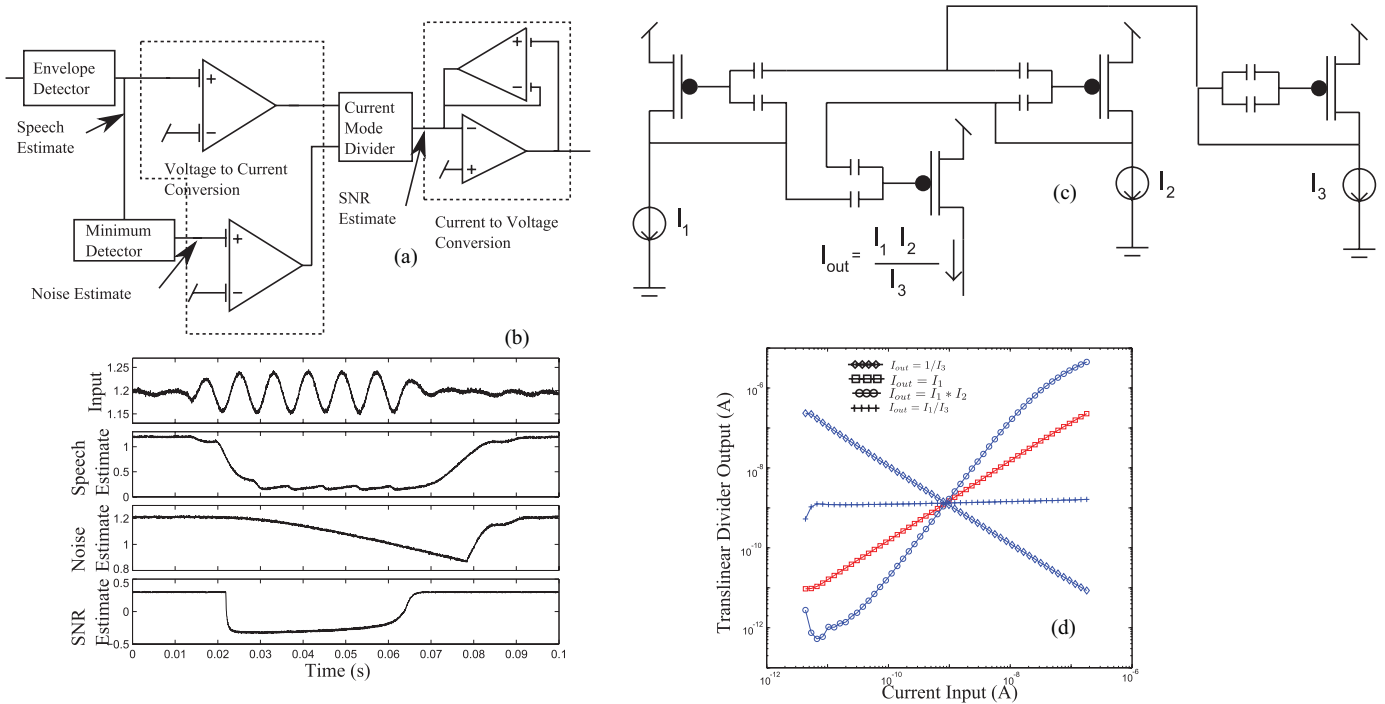 Envelope
Detector
Speech
Estimate
+
−
Voltage to Current
Conversion
Minimum
Detector
Noise Estimate
+
−
Current
Mode
Divider
SNR
Estimate
+
−
−
+
Current to Voltage
Conversion
(a)
I1
Iout = I1 I2
I3
(c)
I2
I3
(b)
Input
1.25
1.2
1.15
Speech
Estimate
1
0.5
0
Noise
Estimate
1.2
1
0.8
SNR
Estimate
0.5
0
−0.5
0 0.01 0.02 0.03 0.04 0.05 0.06 0.07 0.08 0.09 0.1
Time (s)
Translinear Divider Output (A)
10^-6
10^-8
10^-10
10^-12
Iout = 1/I3
Iout = I1
Iout = I1 * I2
Iout = I1/I3
(d)
10^-12 10^-10 10^-8 10^-6
Current Input (A)